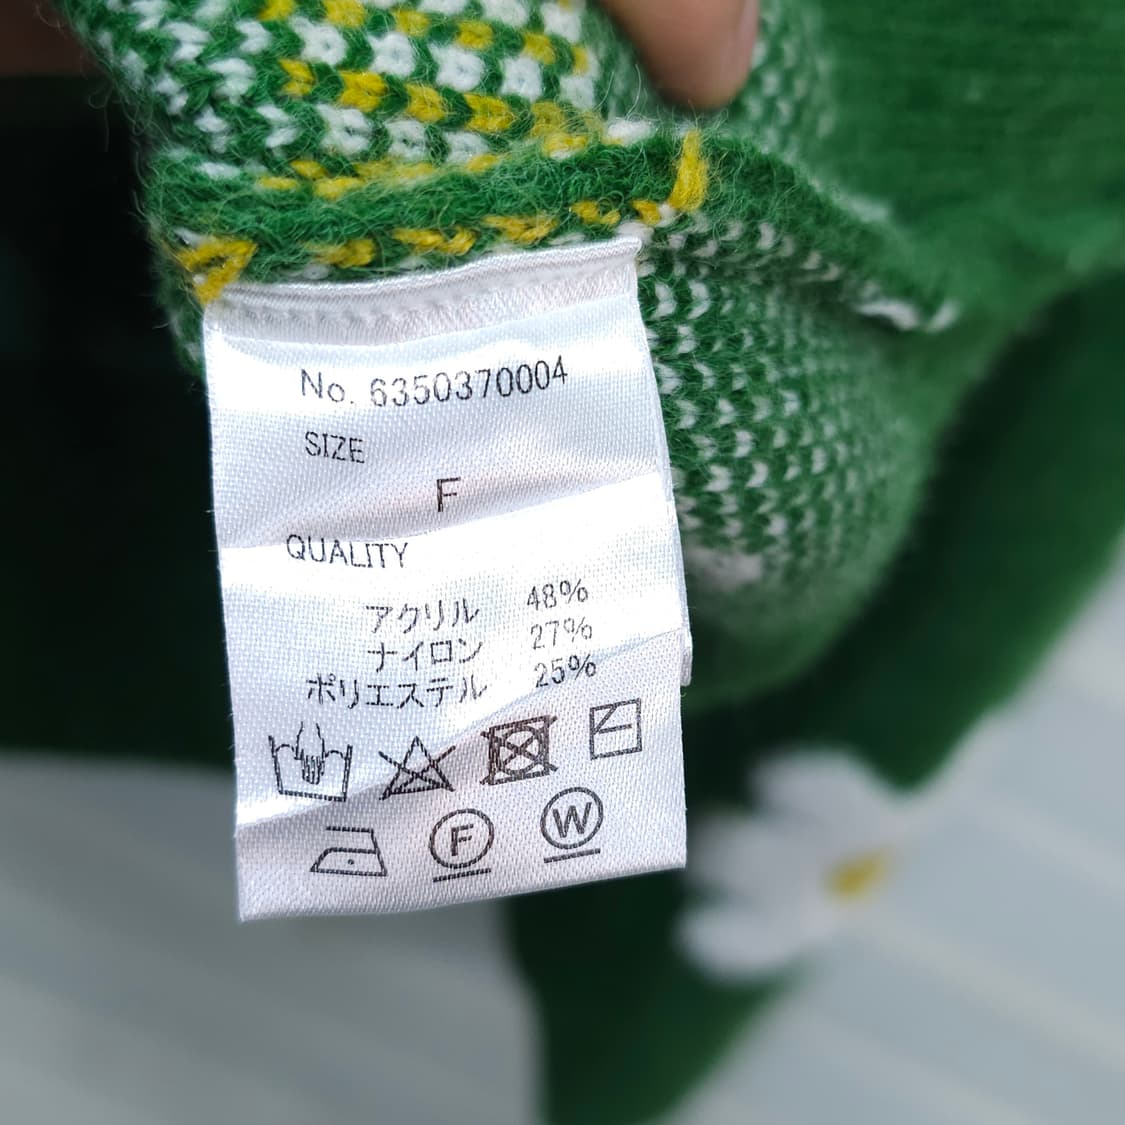 No. 6350370004
SIZE
F
QUALITY
アクリル 48%
ナイロン 27%
ポリエステル 25%
F W